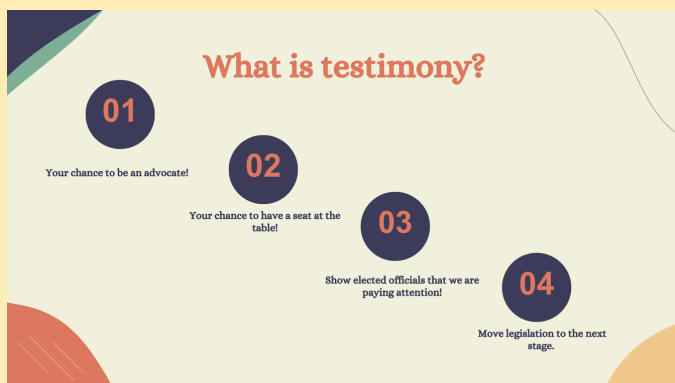 What is testimony?
01
Your chance to be an advocate!
02
Your chance to have a seat at the
table!
03
Show elected officials that we are
paying attention!
04
Move legislation to the next
stage.